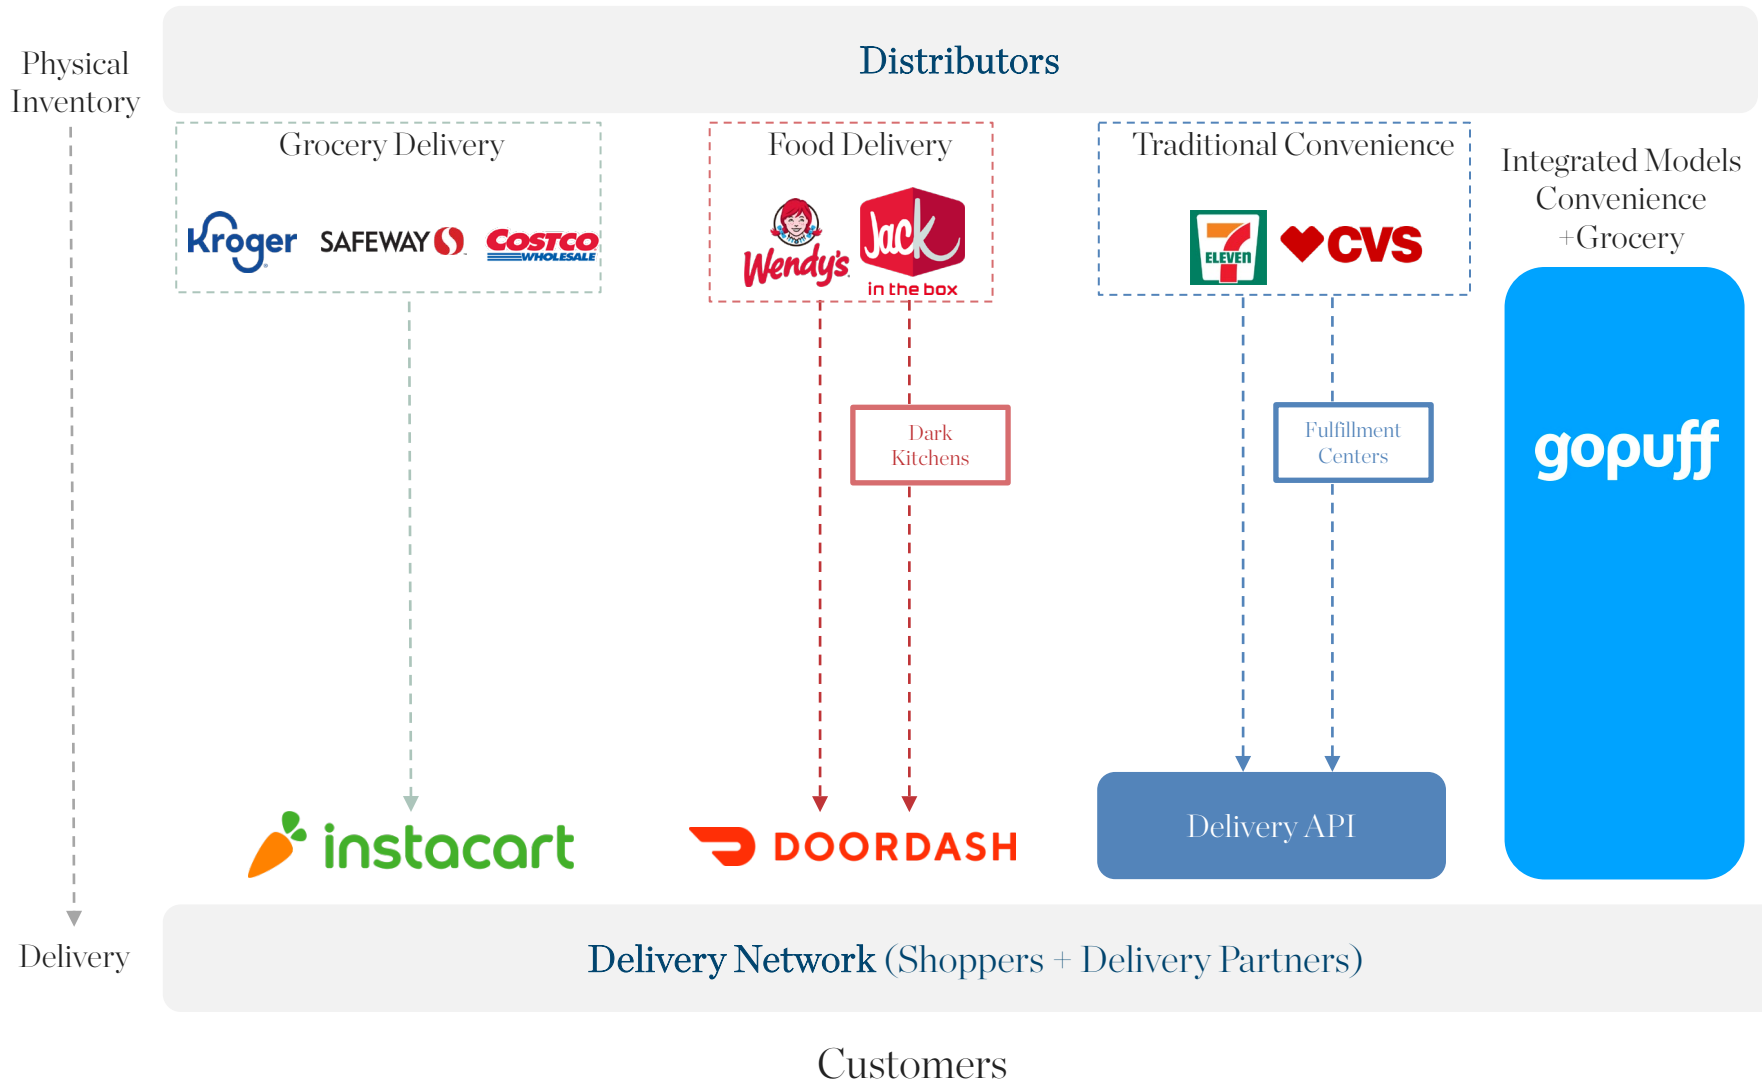 Distributors
Physical
Inventory
Grocery Delivery
Kroger
SAFEWAY
COSTCO
WHOLESALE
Food Delivery
Wendy's
Jack
in the box
Traditional Convenience
7
ELEVEN
CVS
Integrated Models
Convenience
+Grocery
Dark
Kitchens
Fulfillment
Centers
gopuff
instacart
DOORDASH
Delivery API
Delivery
Delivery Network (Shoppers + Delivery Partners)
Customers